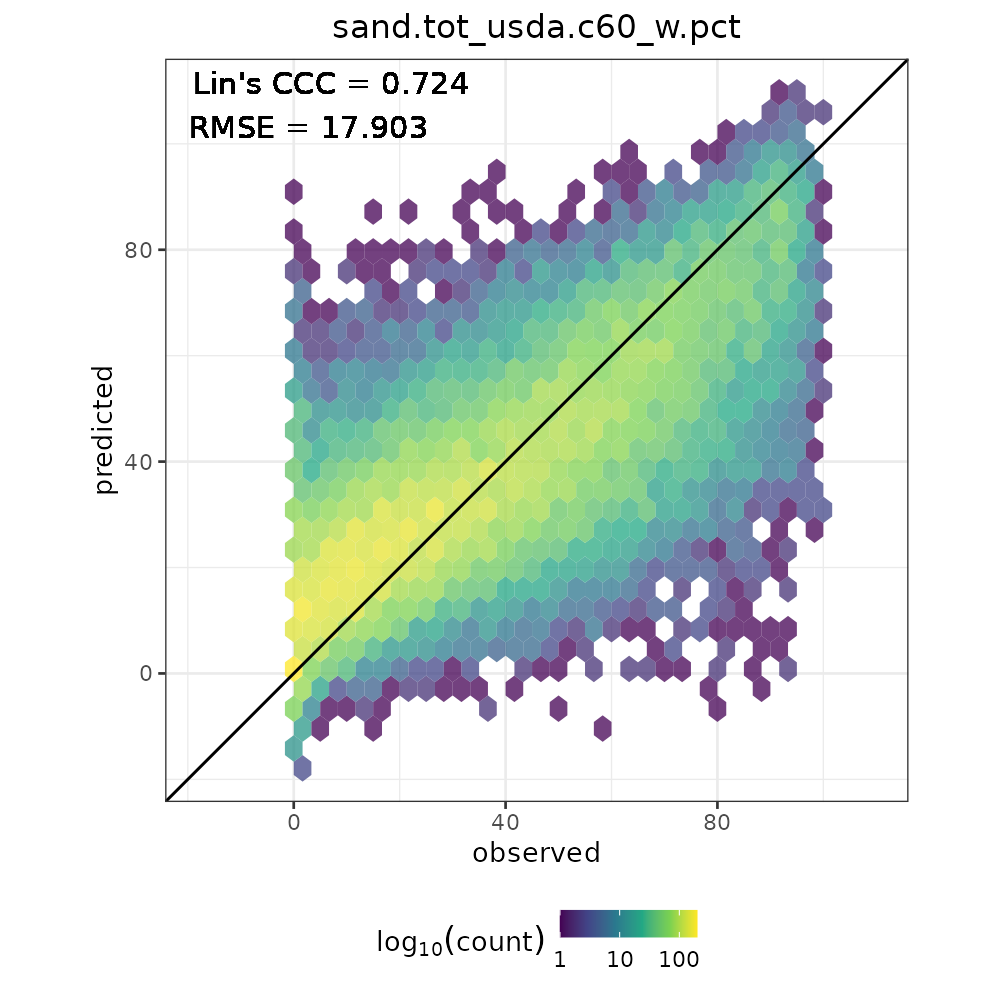 sand.tot_usda.c60_w.pct
Lin's CCC = 0.724
RMSE = 17.903
80
40
0
predicted
0 40 80
observed
log10(count)
1 10 100